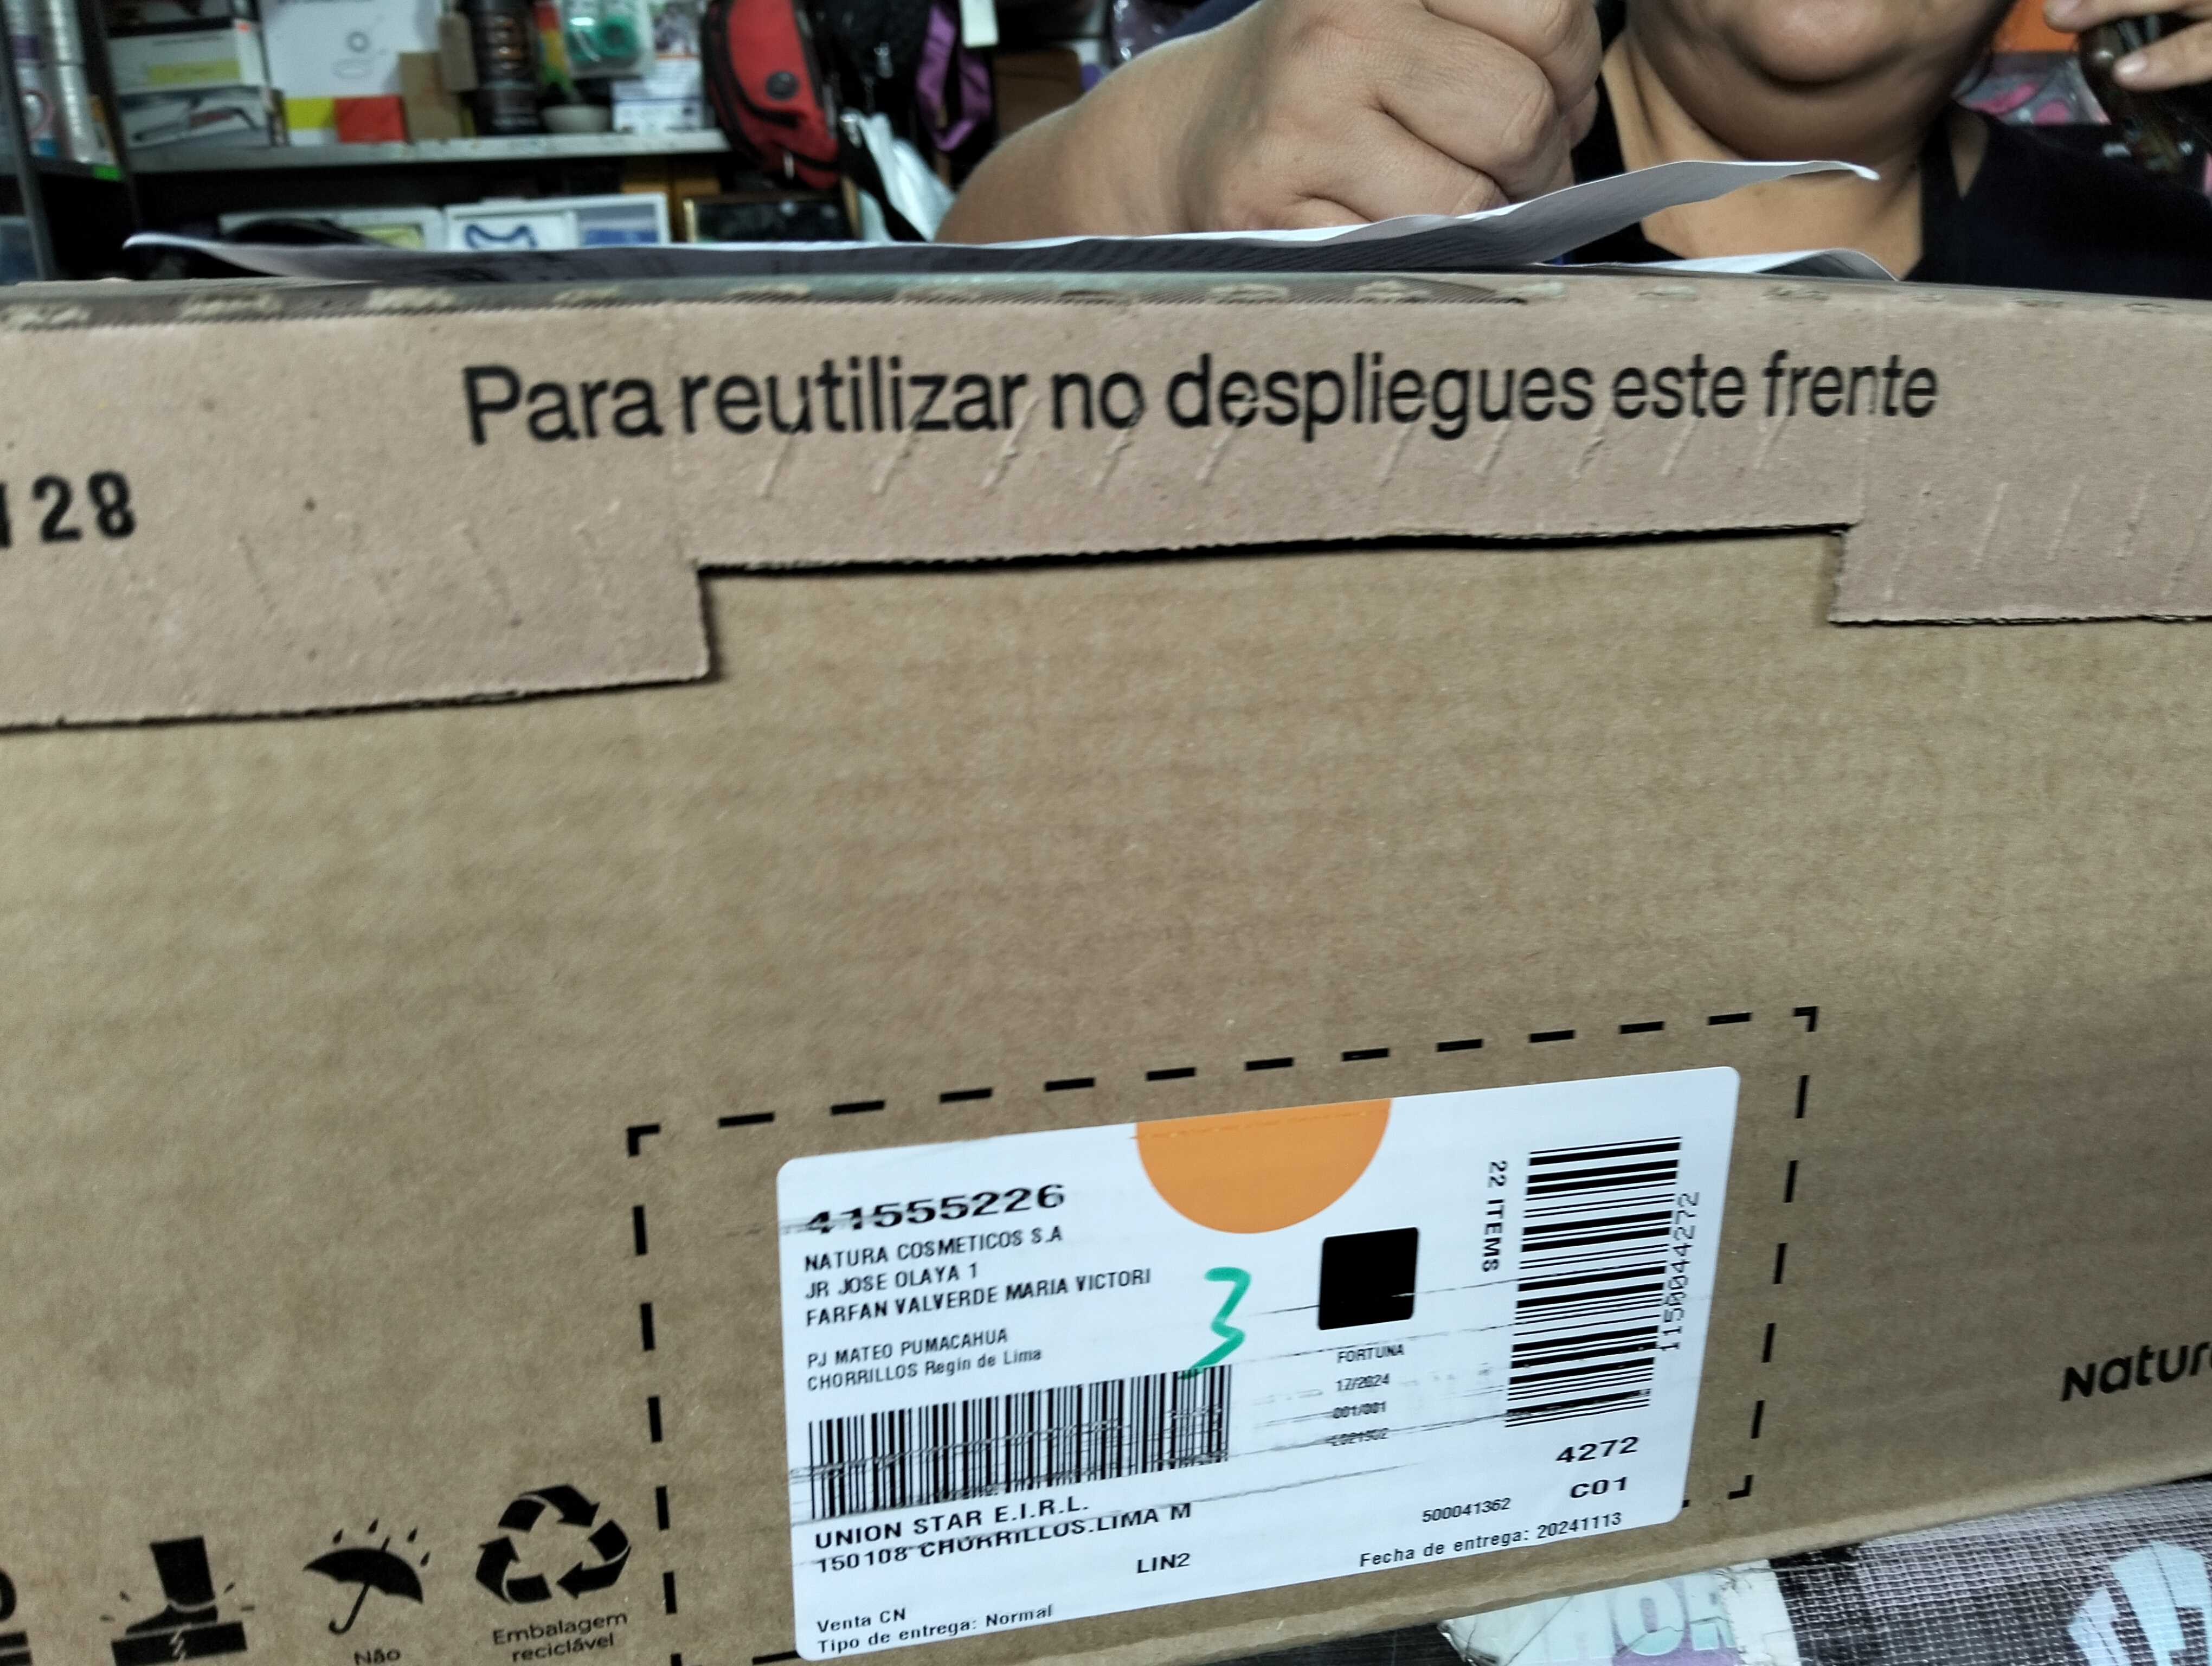 Para reutilizar no despliegues este frente
128
41555226
NATURA COSMETICOS S.A
JR JOSE OLAYA 1
FARFAN VALVERDE MARIA VICTORI
PJ MATEO PUMACAHUA
CHORRILLOS Regin de Lima
3
22 ITEMS
1150044272
FORTUNA
17/2024
001/001
4272
C01
UNION STAR E.I.R.L.
150108 CHORRILLOS.LIMA M
LIN2
500041362
Fecha de entrega: 20241113
Venta CN
Tipo de entrega: Normal
Natur
Não
Embalagem
reciclável